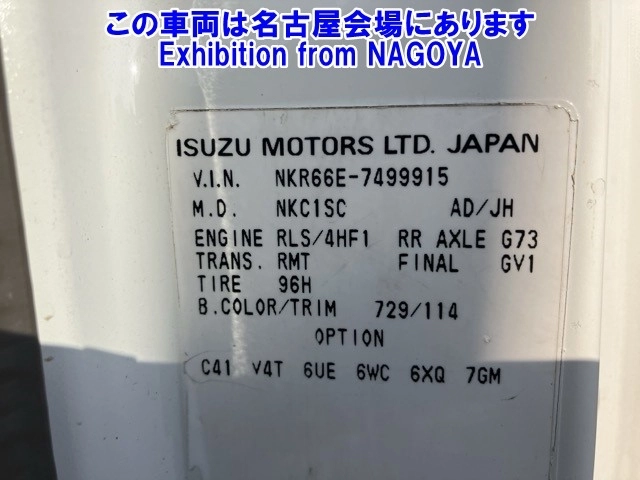 この車両は名古屋会場にあります
Exhibition from NAGOYA
ISUZU MOTORS LTD. JAPAN
V.I.N. NKR66E-7499915
M.D. NKC1SC AD/JH
ENGINE RLS/4HF1 RR AXLE G73
TRANS. RMT FINAL GV1
TIRE 96H
B.COLOR/TRIM 729/114
OPTION
C41 V4T 6UE 6WC 6XQ 7GM